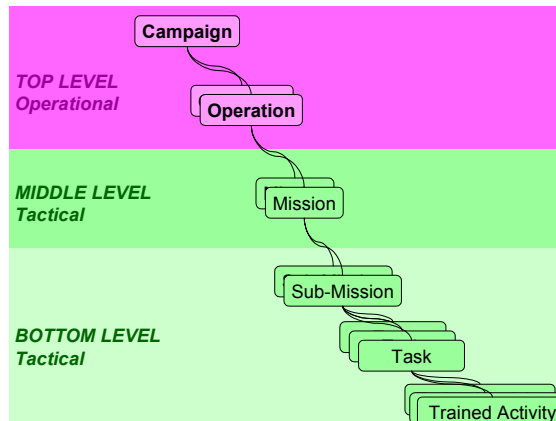 Campaign
TOP LEVEL
Operational
Operation
MIDDLE LEVEL
Tactical
Mission
Sub-Mission
BOTTOM LEVEL
Tactical
Task
Trained Activity